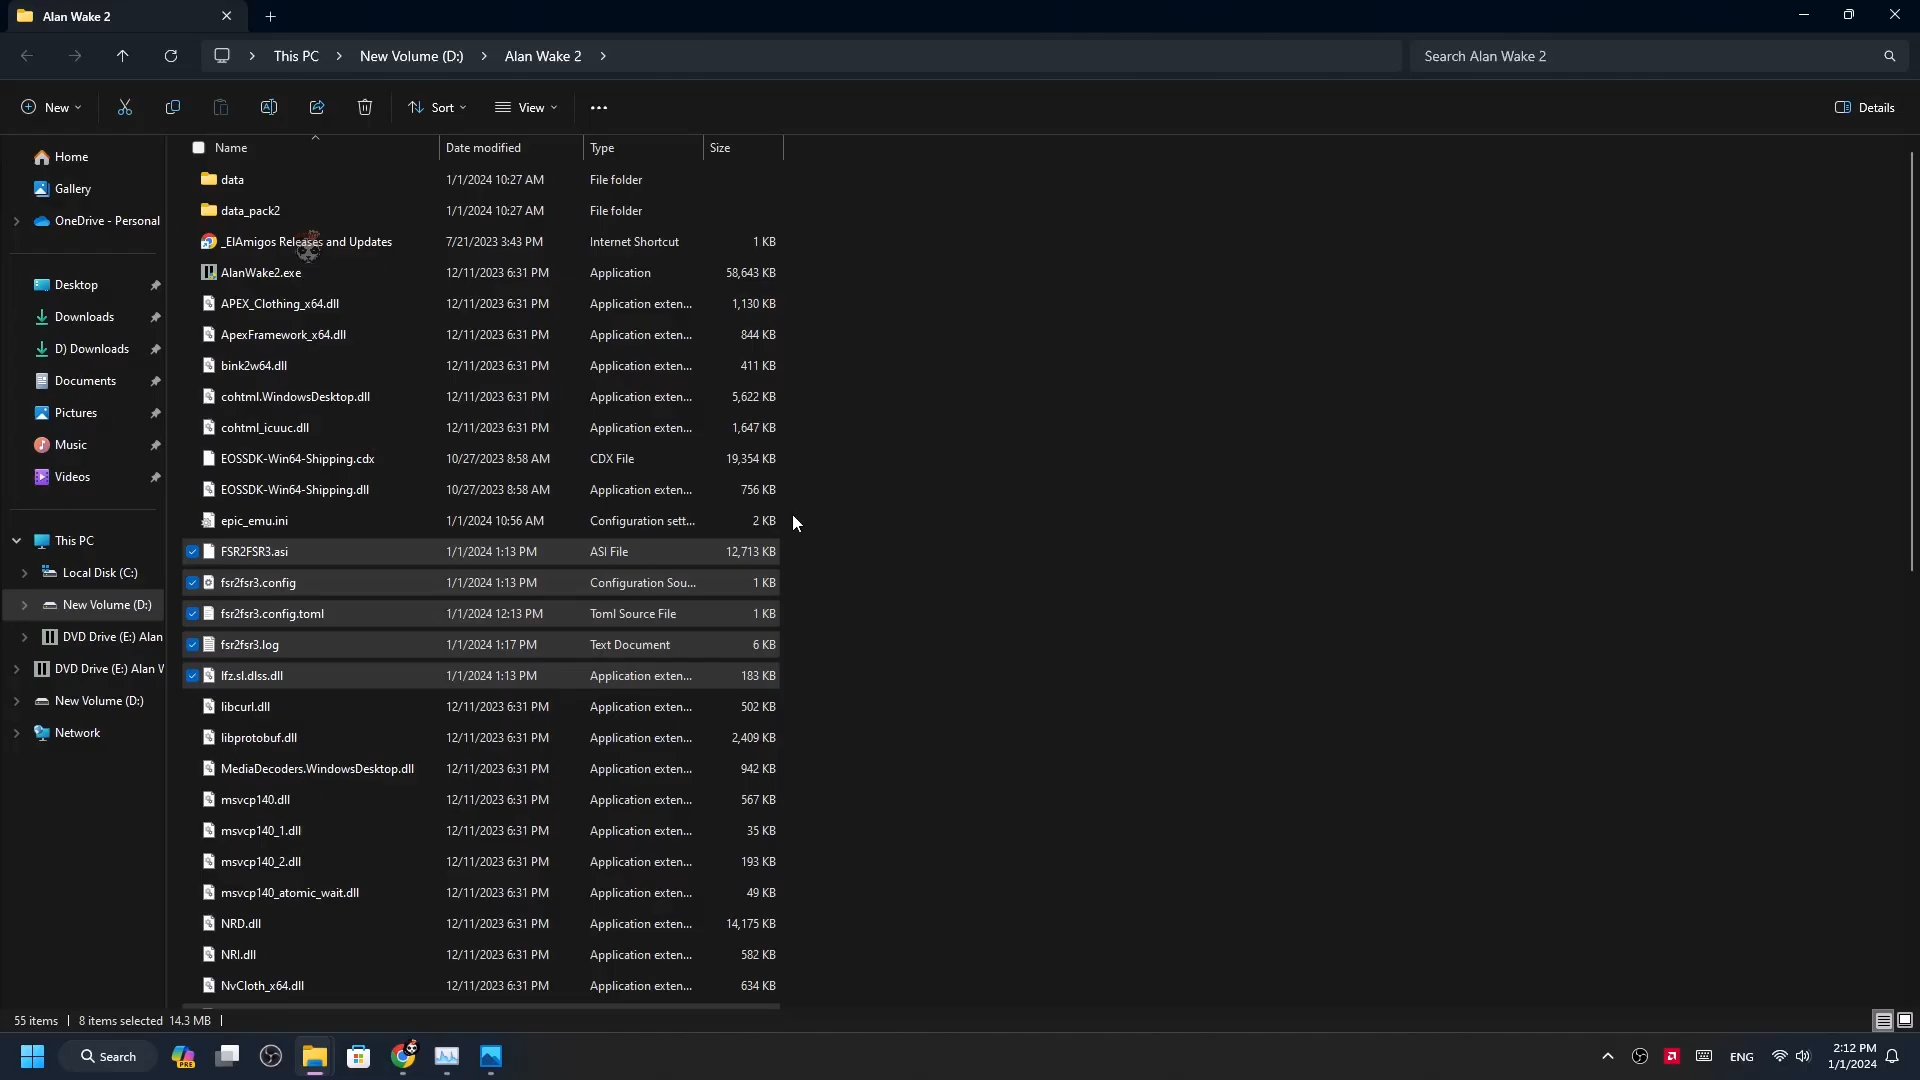 Alan Wake 2
This PC > New Volume (D:) > Alan Wake 2 >
Search Alan Wake 2
New
Sort
View
Details
Home
Gallery
OneDrive - Personal
Desktop
Downloads
D) Downloads
Documents
Pictures
Music
Videos
This PC
Local Disk (C:)
New Volume (D:)
DVD Drive (E:) Alan
DVD Drive (E:) Alan W
New Volume (D:)
Network
Name Date modified Type Size
data 1/1/2024 10:27 AM File folder
data_pack2 1/1/2024 10:27 AM File folder
_ElAmigos Releases and Updates 7/21/2023 3:43 PM Internet Shortcut 1 KB
AlanWake2.exe 12/11/2023 6:31 PM Application 58,643 KB
APEX_Clothing_x64.dll 12/11/2023 6:31 PM Application exten... 1,130 KB
ApexFramework_x64.dll 12/11/2023 6:31 PM Application exten... 844 KB
bink2w64.dll 12/11/2023 6:31 PM Application exten... 411 KB
cohtml.WindowsDesktop.dll 12/11/2023 6:31 PM Application exten... 5,622 KB
cohtml_icuuc.dll 12/11/2023 6:31 PM Application exten... 1,647 KB
EOSSDK-Win64-Shipping.cdx 10/27/2023 8:58 AM CDX File 19,354 KB
EOSSDK-Win64-Shipping.dll 10/27/2023 8:58 AM Application exten... 756 KB
epic_emu.ini 1/1/2024 10:56 AM Configuration sett... 2 KB
FSR2FSR3.asi 1/1/2024 1:13 PM ASI File 12,713 KB
fsr2fsr3.config 1/1/2024 1:13 PM Configuration Sou... 1 KB
fsr2fsr3.config.toml 1/1/2024 12:13 PM Toml Source File 1 KB
fsr2fsr3.log 1/1/2024 1:17 PM Text Document 6 KB
lfz.sl.dlss.dll 1/1/2024 1:13 PM Application exten... 183 KB
libcurl.dll 12/11/2023 6:31 PM Application exten... 502 KB
libprotobuf.dll 12/11/2023 6:31 PM Application exten... 2,409 KB
MediaDecoders.WindowsDesktop.dll 12/11/2023 6:31 PM Application exten... 942 KB
msvcp140.dll 12/11/2023 6:31 PM Application exten... 567 KB
msvcp140_1.dll 12/11/2023 6:31 PM Application exten... 35 KB
msvcp140_2.dll 12/11/2023 6:31 PM Application exten... 193 KB
msvcp140_atomic_wait.dll 12/11/2023 6:31 PM Application exten... 49 KB
NRD.dll 12/11/2023 6:31 PM Application exten... 14,175 KB
NRI.dll 12/11/2023 6:31 PM Application exten... 582 KB
NvCloth_x64.dll 12/11/2023 6:31 PM Application exten... 634 KB
55 items | 8 items selected 14.3 MB |
Search
PRE
ENG
2:12 PM
1/1/2024